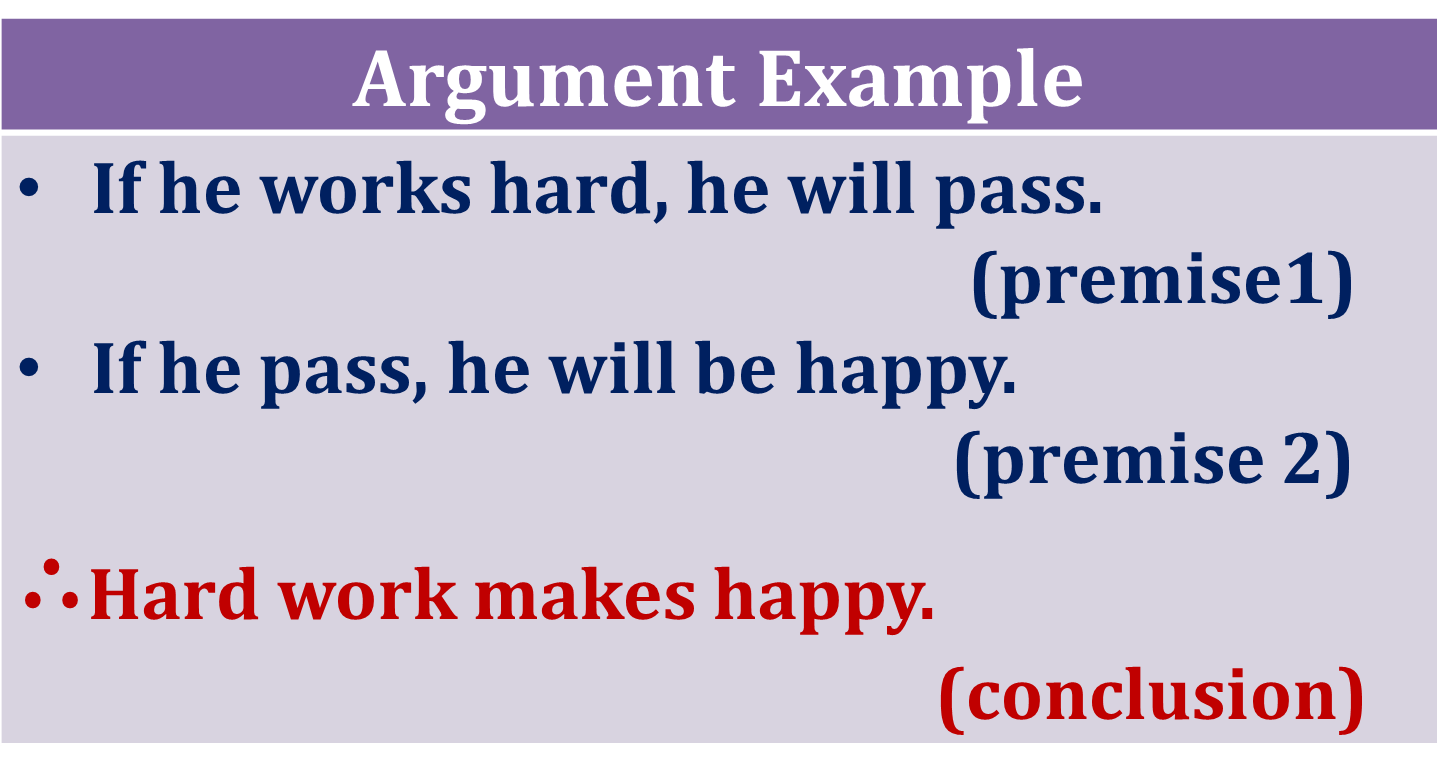 Argument Example
• If he works hard, he will pass.
(premise1)
• If he pass, he will be happy.
(premise 2)
∴Hard work makes happy.
(conclusion)